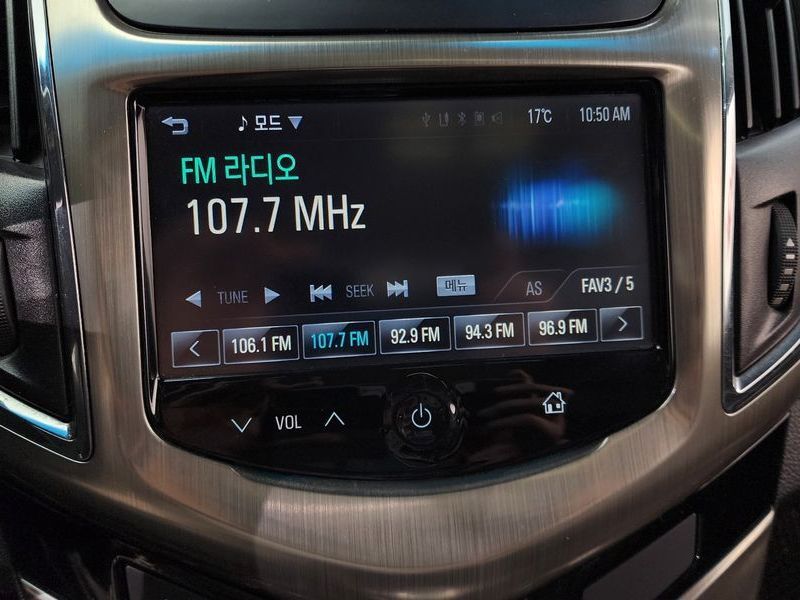 모드 17℃ 10:50 AM
FM 라디오
107.7 MHz
TUNE SEEK 메뉴 AS FAV3 / 5
106.1 FM 107.7 FM 92.9 FM 94.3 FM 96.9 FM
VOL